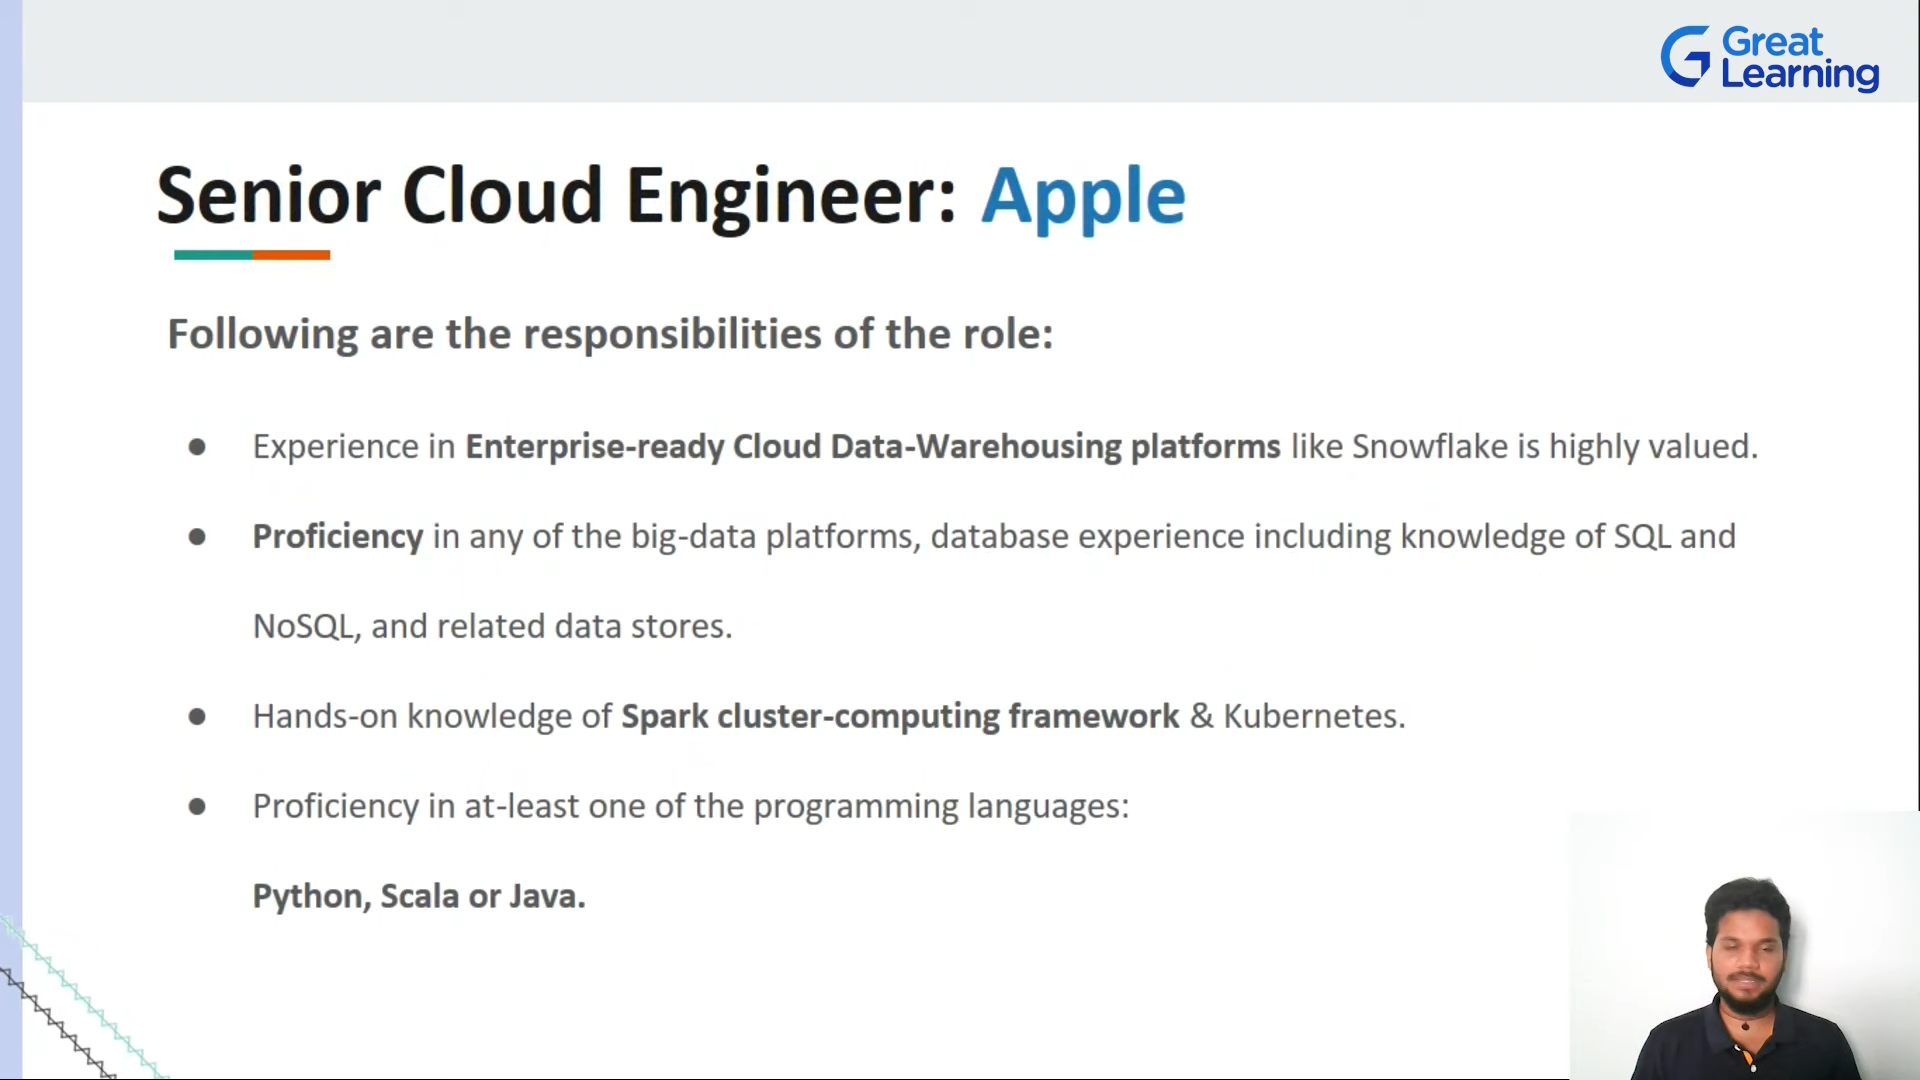 Great
Learning
Senior Cloud Engineer: Apple
Following are the responsibilities of the role:
● Experience in Enterprise-ready Cloud Data-Warehousing platforms like Snowflake is highly valued.
● Proficiency in any of the big-data platforms, database experience including knowledge of SQL and
NoSQL, and related data stores.
● Hands-on knowledge of Spark cluster-computing framework & Kubernetes.
● Proficiency in at-least one of the programming languages:
Python, Scala or Java.